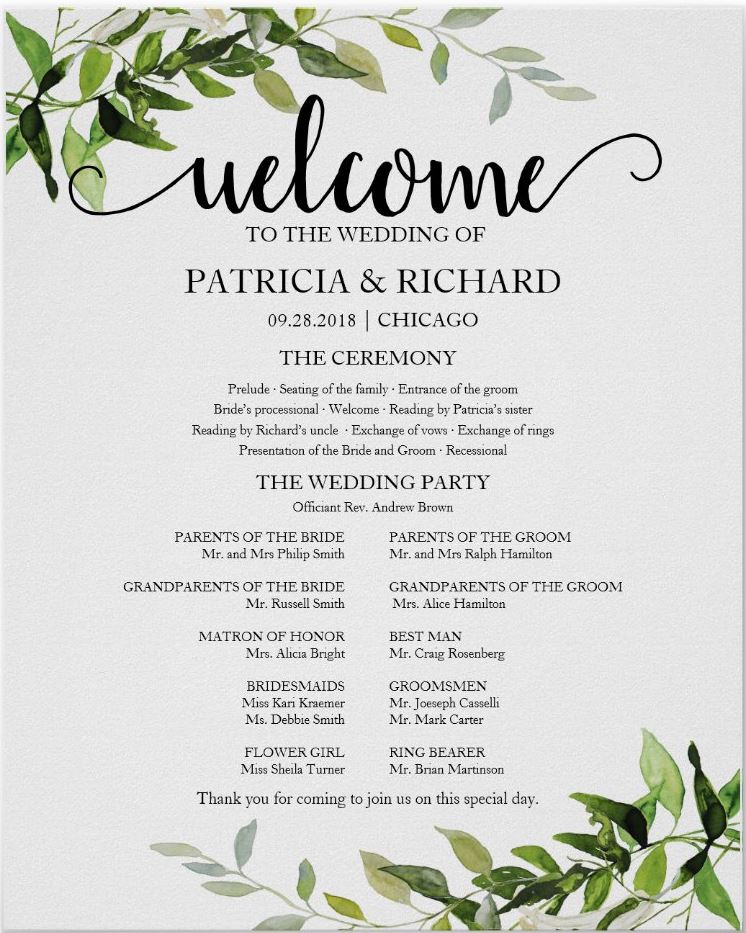 welcome
TO THE WEDDING OF
PATRICIA & RICHARD
09.28.2018 | CHICAGO
THE CEREMONY
Prelude · Seating of the family · Entrance of the groom
Bride's processional · Welcome · Reading by Patricia's sister
Reading by Richard's uncle · Exchange of vows · Exchange of rings
Presentation of the Bride and Groom · Recessional
THE WEDDING PARTY
Officiant Rev. Andrew Brown
PARENTS OF THE BRIDE
Mr. and Mrs Philip Smith
PARENTS OF THE GROOM
Mr. and Mrs Ralph Hamilton
GRANDPARENTS OF THE BRIDE
Mr. Russell Smith
GRANDPARENTS OF THE GROOM
Mrs. Alice Hamilton
MATRON OF HONOR
Mrs. Alicia Bright
BEST MAN
Mr. Craig Rosenberg
BRIDESMAIDS
Miss Kari Kraemer
Ms. Debbie Smith
GROOMSMEN
Mr. Joeseph Casselli
Mr. Mark Carter
FLOWER GIRL
Miss Sheila Turner
RING BEARER
Mr. Brian Martinson
Thank you for coming to join us on this special day.